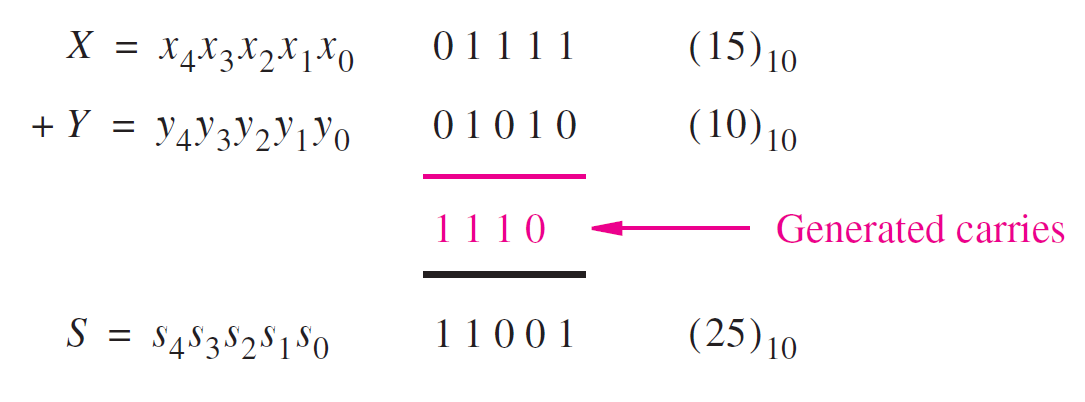 X = x₄x₃x₂x₁x₀ 0 1 1 1 1 (15)₁₀
+ Y = y₄y₃y₂y₁y₀ 0 1 0 1 0 (10)₁₀
1 1 1 0 Generated carries
S = s₄s₃s₂s₁s₀ 1 1 0 0 1 (25)₁₀